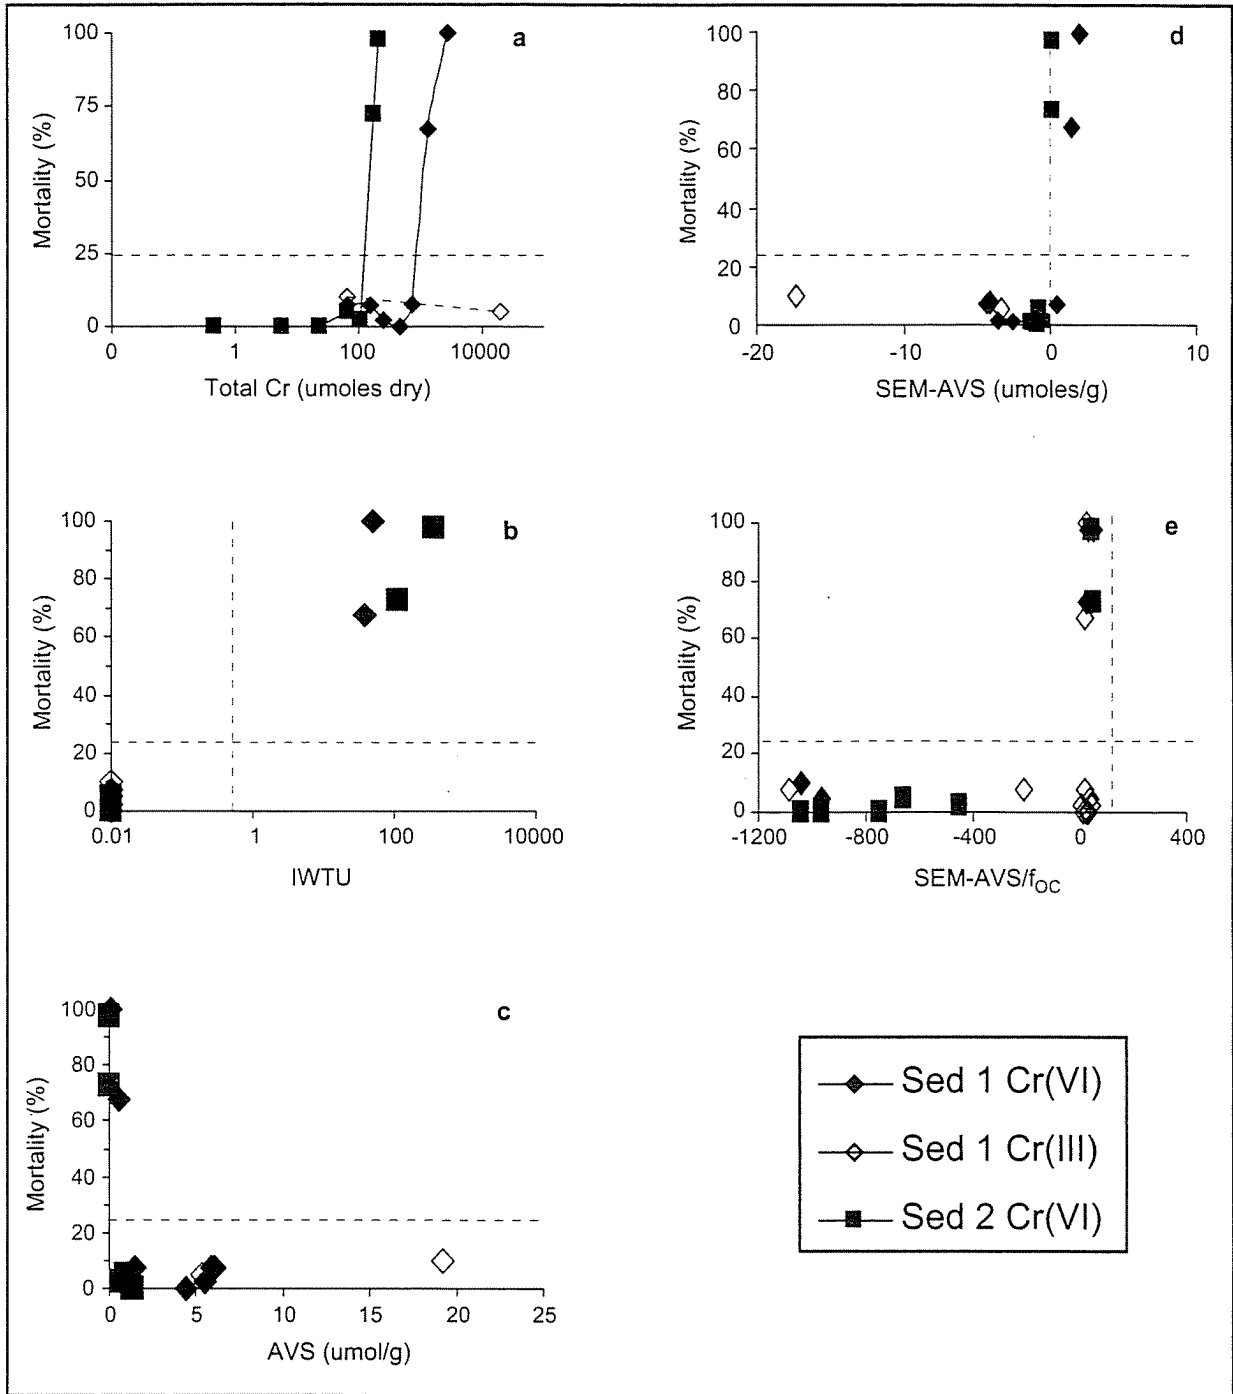 a
Mortality (%)
100
75
50
25
0
0 1 100 10000
Total Cr (umoles dry)
d
Mortality (%)
100
80
60
40
20
0
-20 -10 0 10
SEM-AVS (umoles/g)
b
Mortality (%)
100
80
60
40
20
0
0.01 1 100 10000
IWTU
e
Mortality (%)
100
80
60
40
20
0
-1200 -800 -400 0 400
SEM-AVS/fOC
c
Mortality (%)
100
80
60
40
20
0
0 5 10 15 20 25
AVS (umol/g)
Sed 1 Cr(VI)
Sed 1 Cr(III)
Sed 2 Cr(VI)